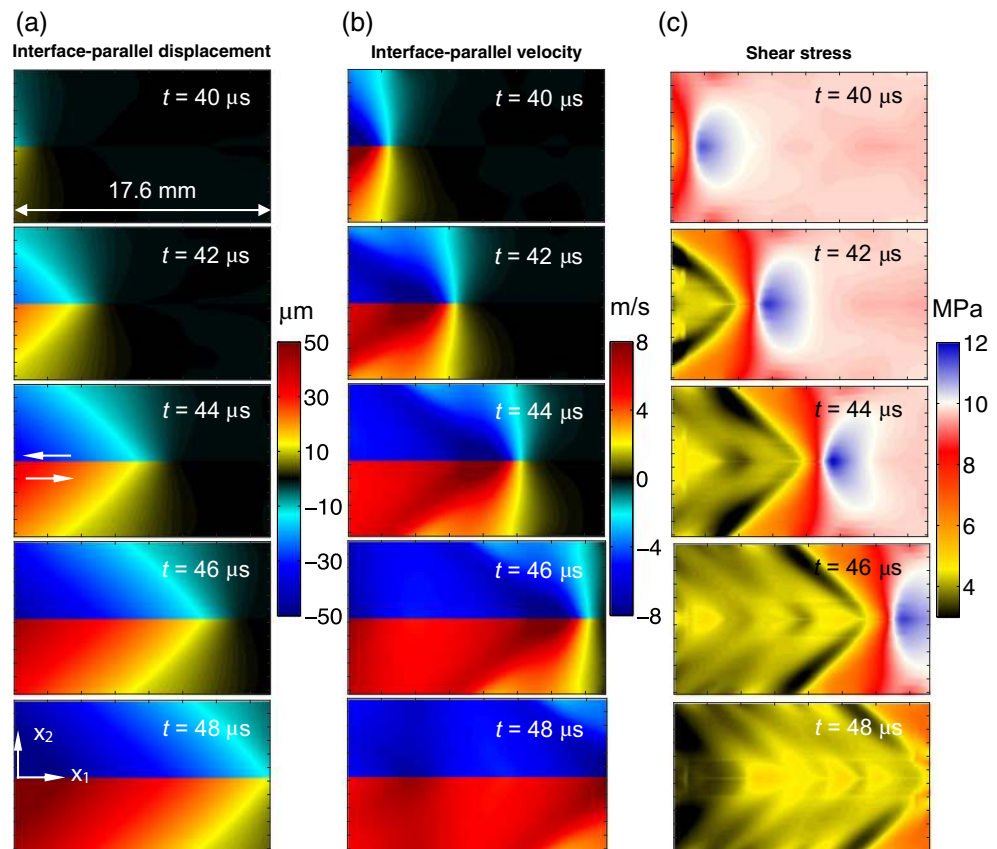 (a)
Interface-parallel displacement
(b)
Interface-parallel velocity
(c)
Shear stress
t = 40 μs
17.6 mm
t = 42 μs
t = 44 μs
t = 46 μs
t = 48 μs
x2
x1
μm
50
30
10
−10
−30
−50
t = 40 μs
t = 42 μs
t = 44 μs
t = 46 μs
t = 48 μs
m/s
8
4
0
−4
−8
t = 40 μs
t = 42 μs
t = 44 μs
t = 46 μs
t = 48 μs
MPa
12
10
8
6
4